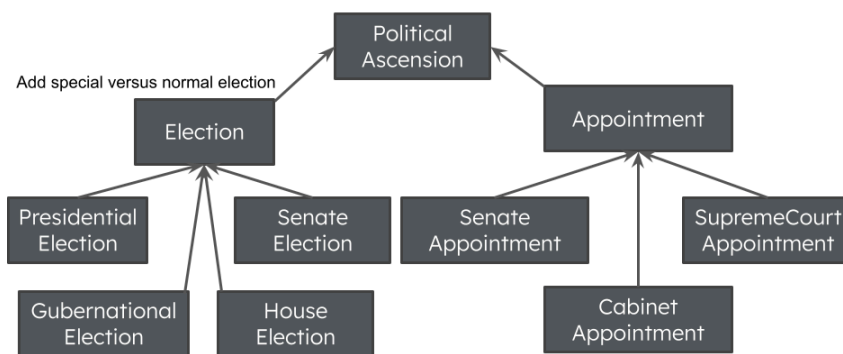 Political
Ascension
Add special versus normal election
Election
Appointment
Presidential
Election
Senate
Election
Senate
Appointment
SupremeCourt
Appointment
Gubernational
Election
House
Election
Cabinet
Appointment